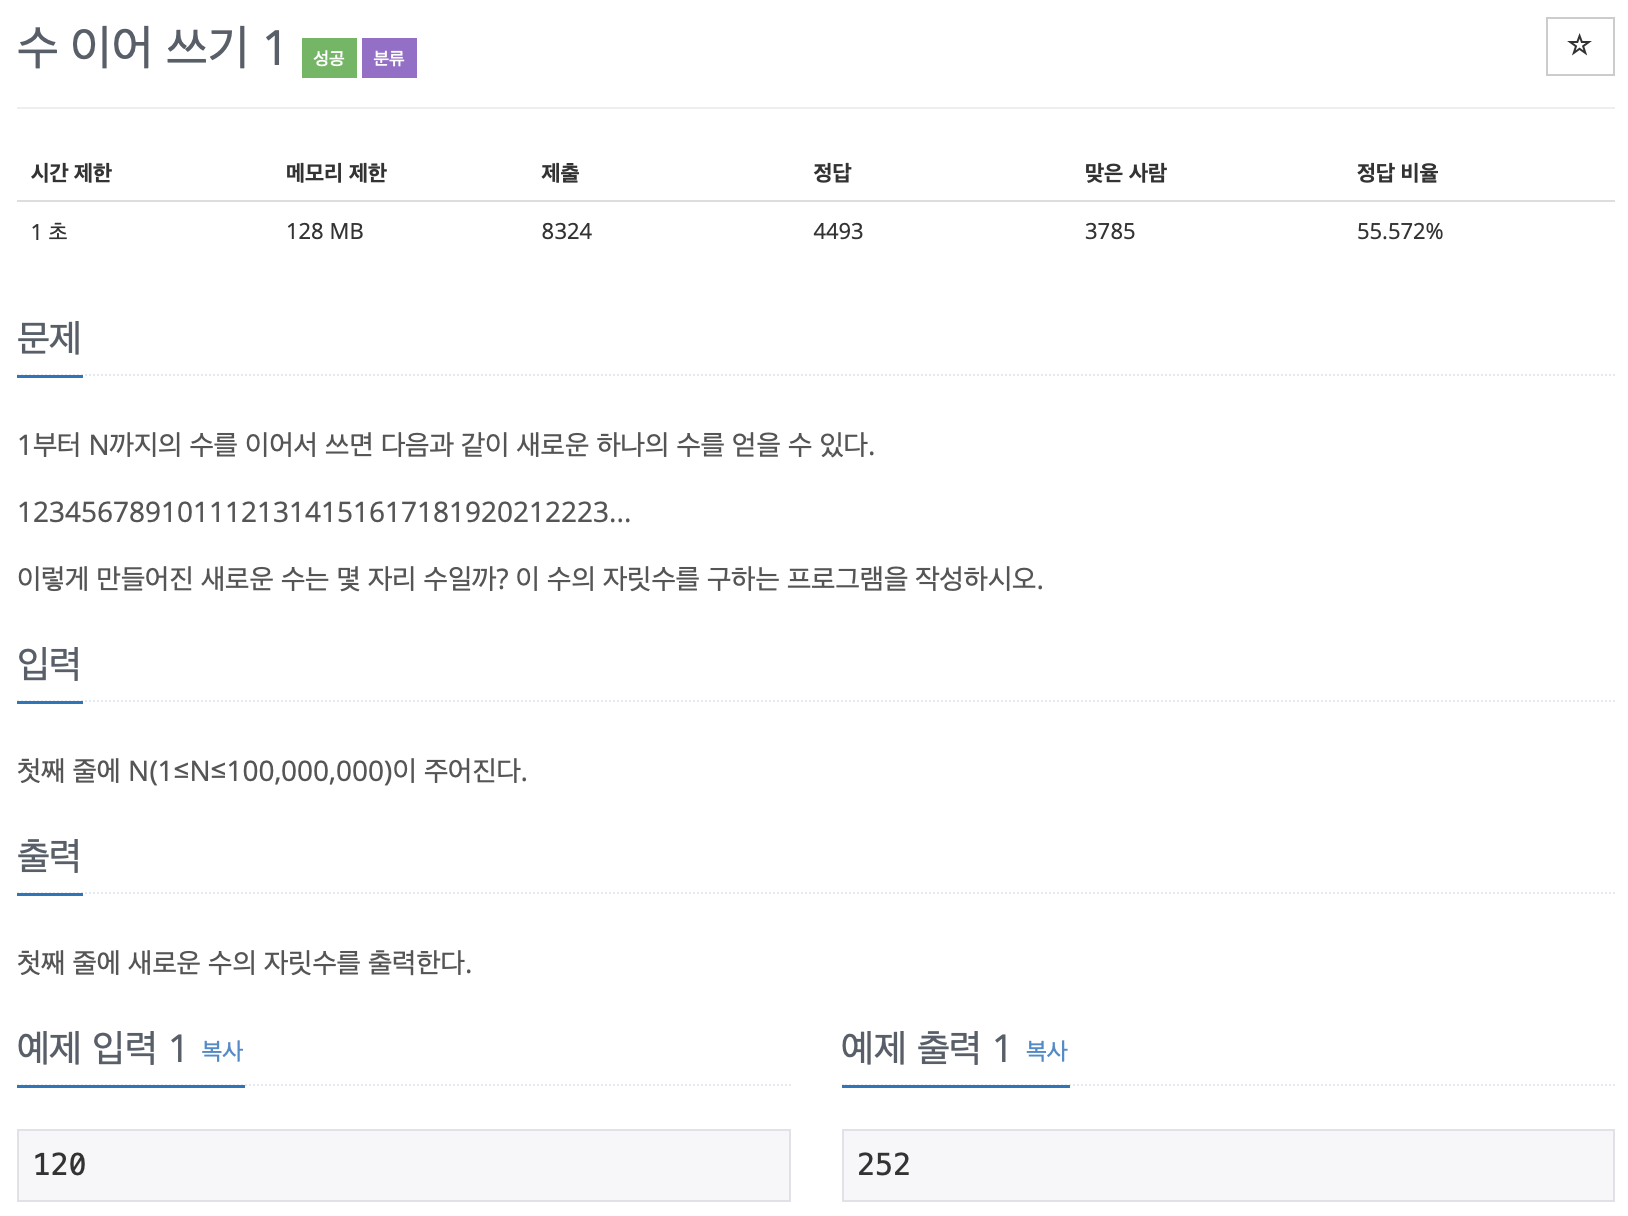 수 이어 쓰기 1 성공 분류 ☆
시간 제한 메모리 제한 제출 정답 맞은 사람 정답 비율
1 초 128 MB 8324 4493 3785 55.572%
문제
1부터 N까지의 수를 이어서 쓰면 다음과 같이 새로운 하나의 수를 얻을 수 있다.
1234567891011121314151617181920212223...
이렇게 만들어진 새로운 수는 몇 자리 수일까? 이 수의 자릿수를 구하는 프로그램을 작성하시오.
입력
첫째 줄에 N(1≤N≤100,000,000)이 주어진다.
출력
첫째 줄에 새로운 수의 자릿수를 출력한다.
예제 입력 1 복사 예제 출력 1 복사
120 252